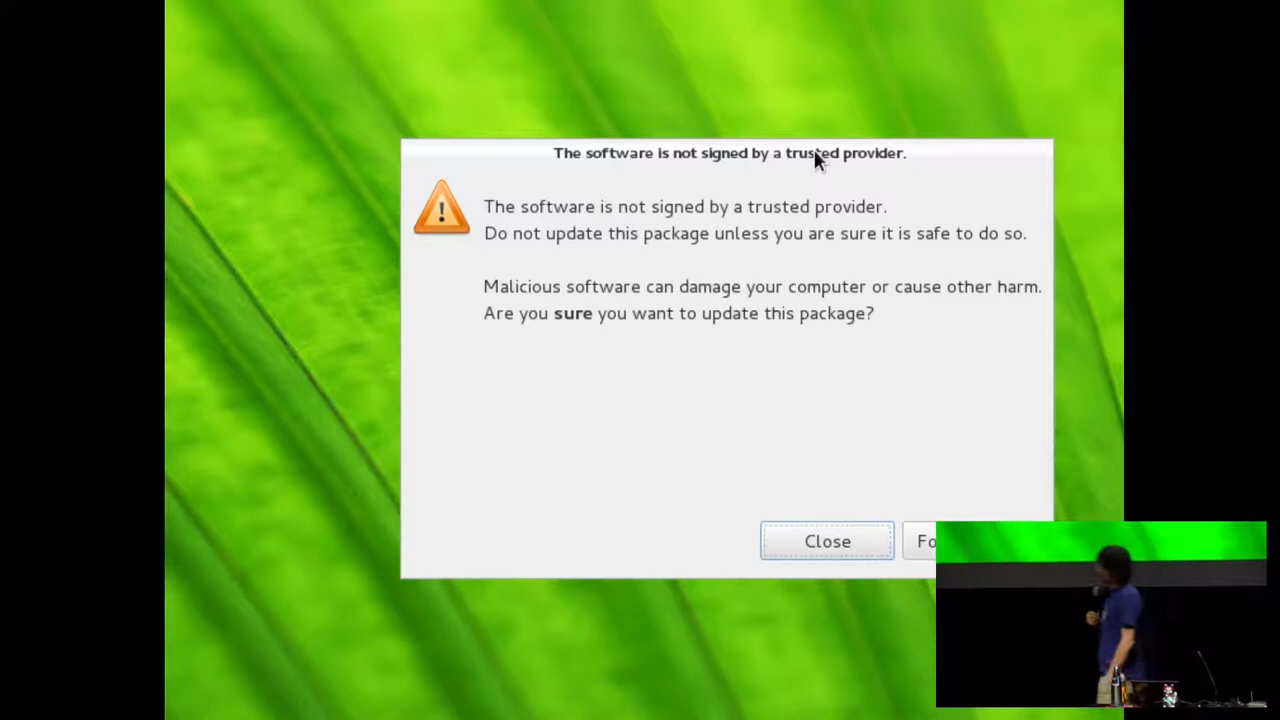 The software is not signed by a trusted provider.
The software is not signed by a trusted provider.
Do not update this package unless you are sure it is safe to do so.
Malicious software can damage your computer or cause other harm.
Are you sure you want to update this package?
Close
Fo